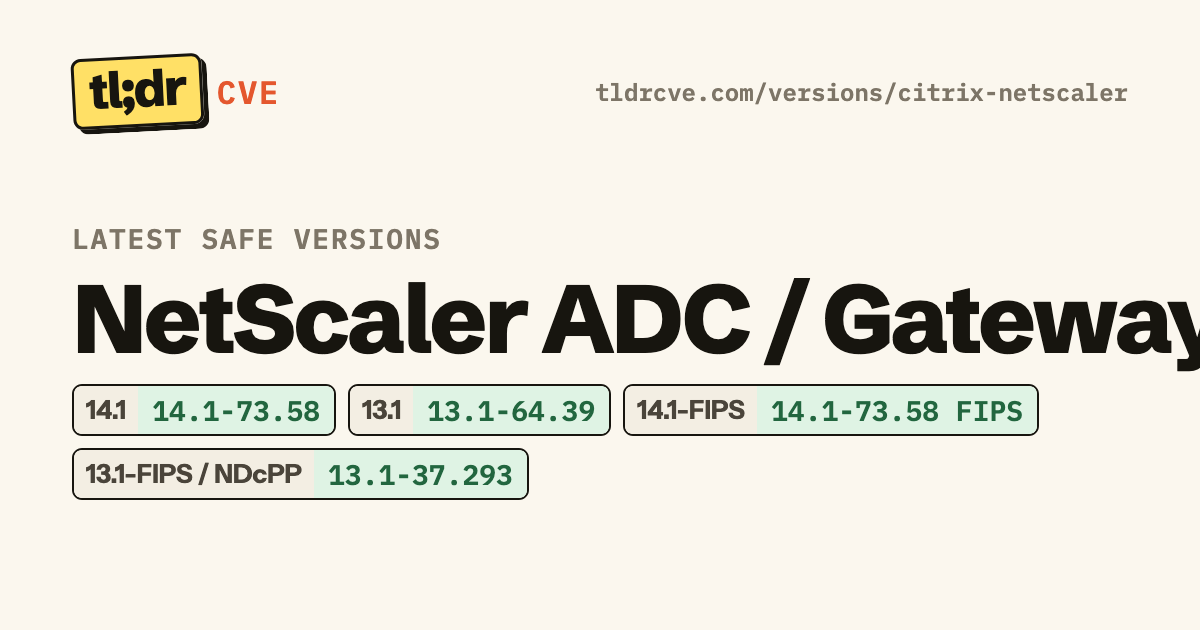 tl;dr CVE tldrcve.com/versions/citrix-netscaler
LATEST SAFE VERSIONS
NetScaler ADC / Gateway
14.1 14.1-73.58 13.1 13.1-64.39 14.1-FIPS 14.1-73.58 FIPS
13.1-FIPS / NDcPP 13.1-37.293